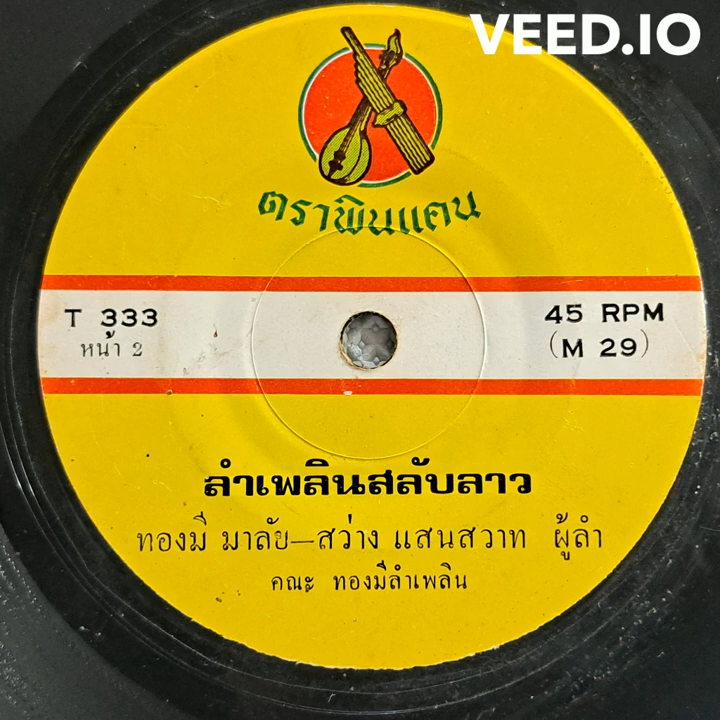 VEED.IO
ตราพินแคน
T 333
หน้า 2
45 RPM
(M 29)
ลำเพลินสลับลาว
ทองมี มาลัย—สว่าง แสนสวาท ผู้ลำ
คณะ ทองมีลำเพลิน